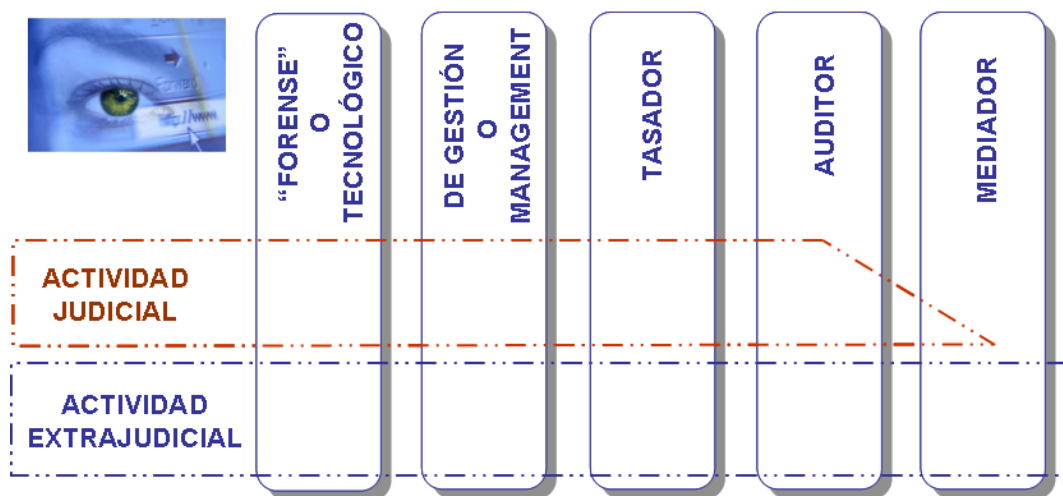 “FORENSE”
O
TECNOLÓGICO
DE GESTIÓN
O
MANAGEMENT
TASADOR
AUDITOR
MEDIADOR
ACTIVIDAD
JUDICIAL
ACTIVIDAD
EXTRAJUDICIAL